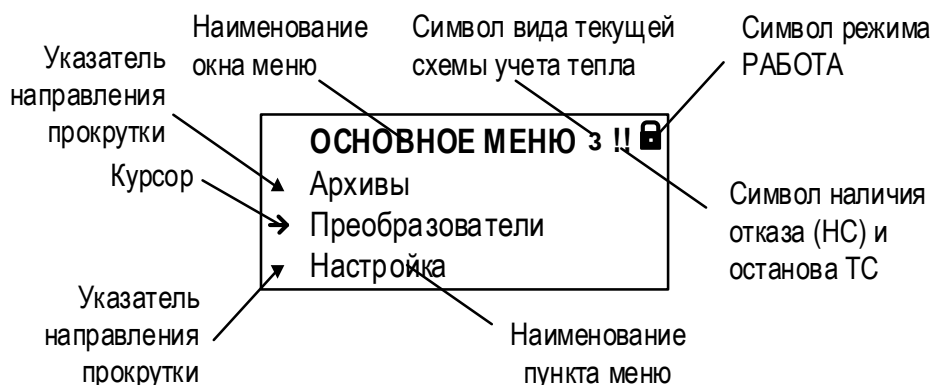 Наименование
окна меню
Символ вида текущей
схемы учета тепла
Символ режима
РАБОТА
Указатель
направления
прокрутки
Курсор
ОСНОВНОЕ МЕНЮ 3 !!
Архивы
→ Преобразователи
Настройка
Символ наличия
отказа (НС) и
останова ТС
Указатель
направления
прокрутки
Наименование
пункта меню